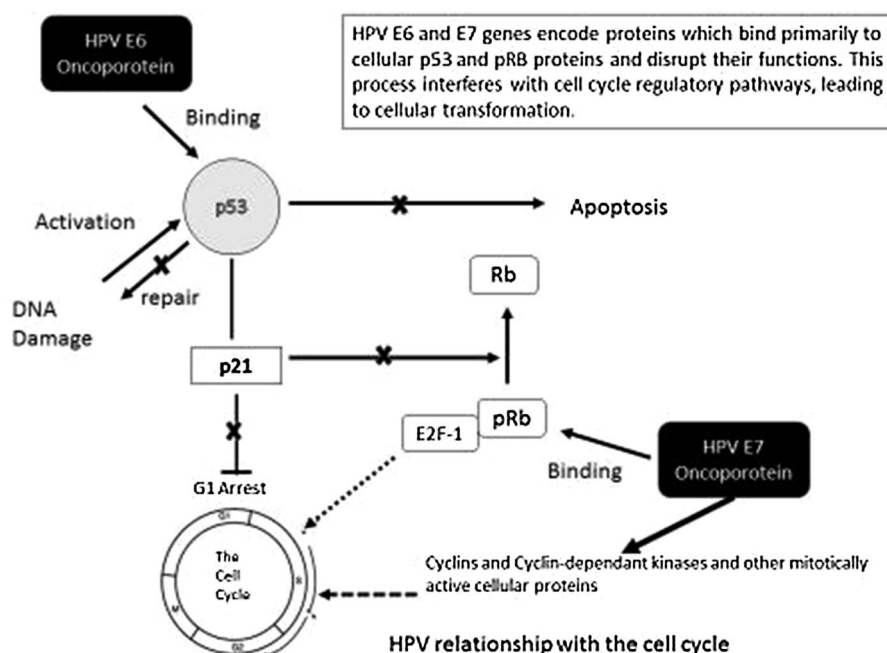 HPV E6
Oncoporotein
HPV E6 and E7 genes encode proteins which bind primarily to
cellular p53 and pRB proteins and disrupt their functions. This
process interferes with cell cycle regulatory pathways, leading
to cellular transformation.
Binding
p53
Apoptosis
Activation
repair
DNA
Damage
Rb
p21
E2F-1
pRb
HPV E7
Oncoporotein
Binding
G1 Arrest
G1
The
Cell
Cycle
S
M
G2
Cyclins and Cyclin-dependant kinases and other mitotically
active cellular proteins
HPV relationship with the cell cycle